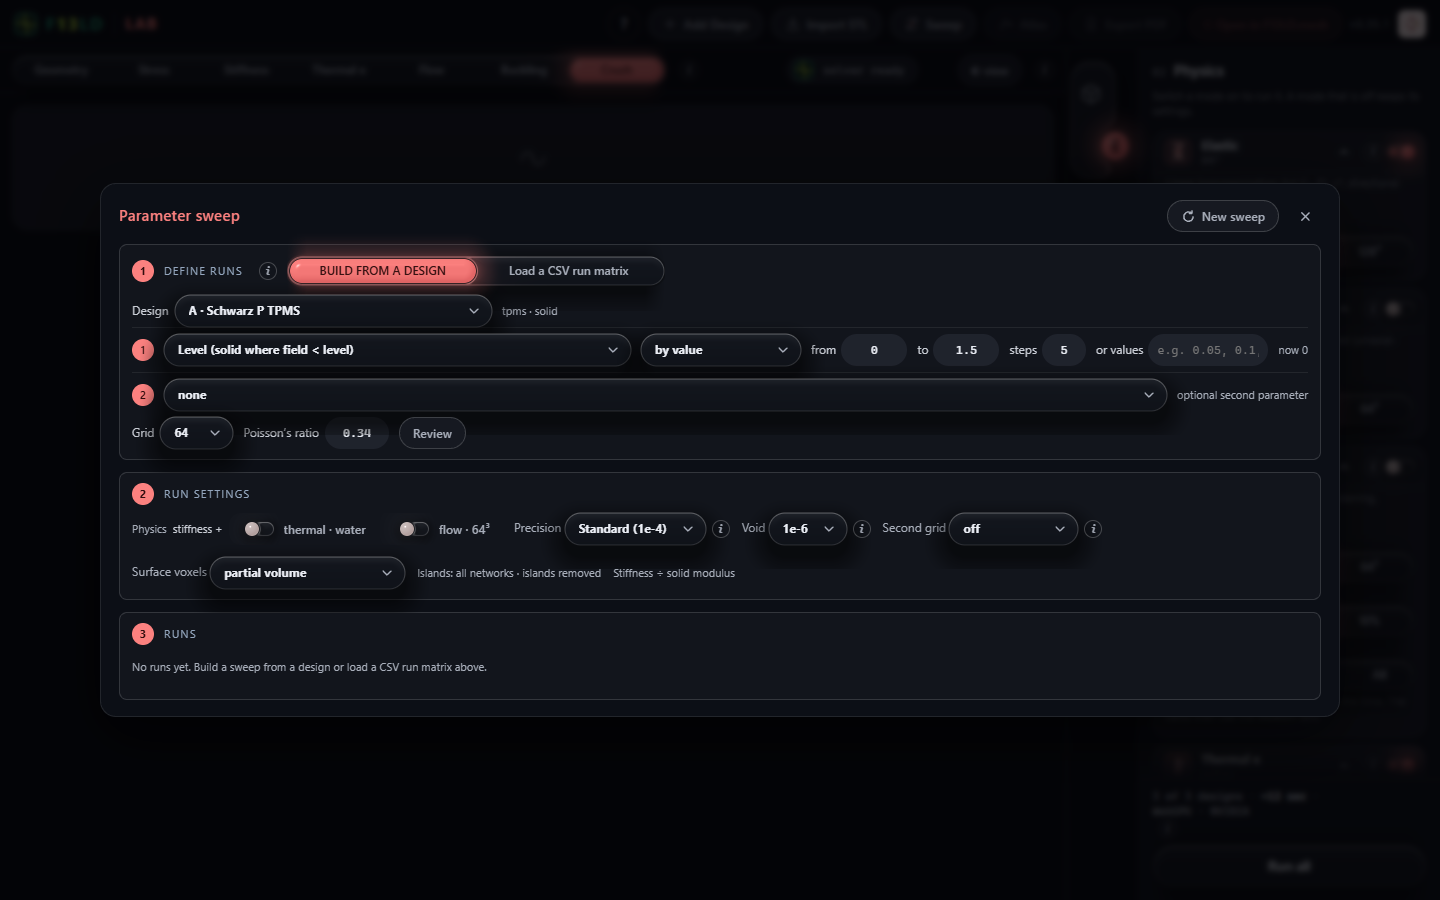 Parameter sweep
New sweep
1 DEFINE RUNS i BUILD FROM A DESIGN Load a CSV run matrix
Design A · Schwarz P TPMS tpms · solid
1 Level (solid where field < level) by value from 0 to 1.5 steps 5 or values e.g. 0.05, 0.1, now 0
2 none optional second parameter
Grid 64 Poisson's ratio 0.34 Review
2 RUN SETTINGS
Physics stiffness + thermal · water flow · 64³ Precision Standard (1e-4) i Void 1e-6 i Second grid off i
Surface voxels partial volume Islands: all networks · islands removed Stiffness ÷ solid modulus
3 RUNS
No runs yet. Build a sweep from a design or load a CSV run matrix above.
Physics
Run all